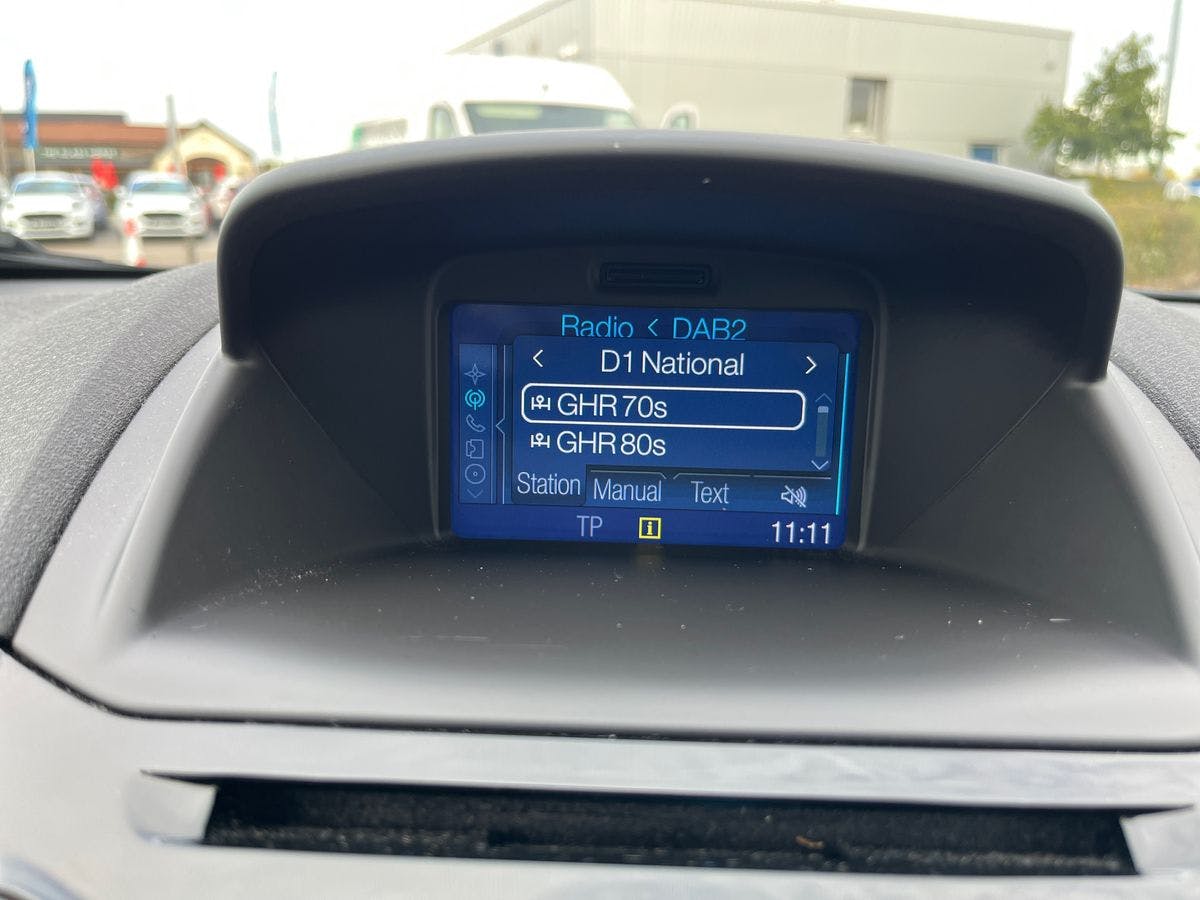 Radio < DAB2
< D1 National >
GHR 70s
GHR 80s
Station Manual Text
TP i 11:11